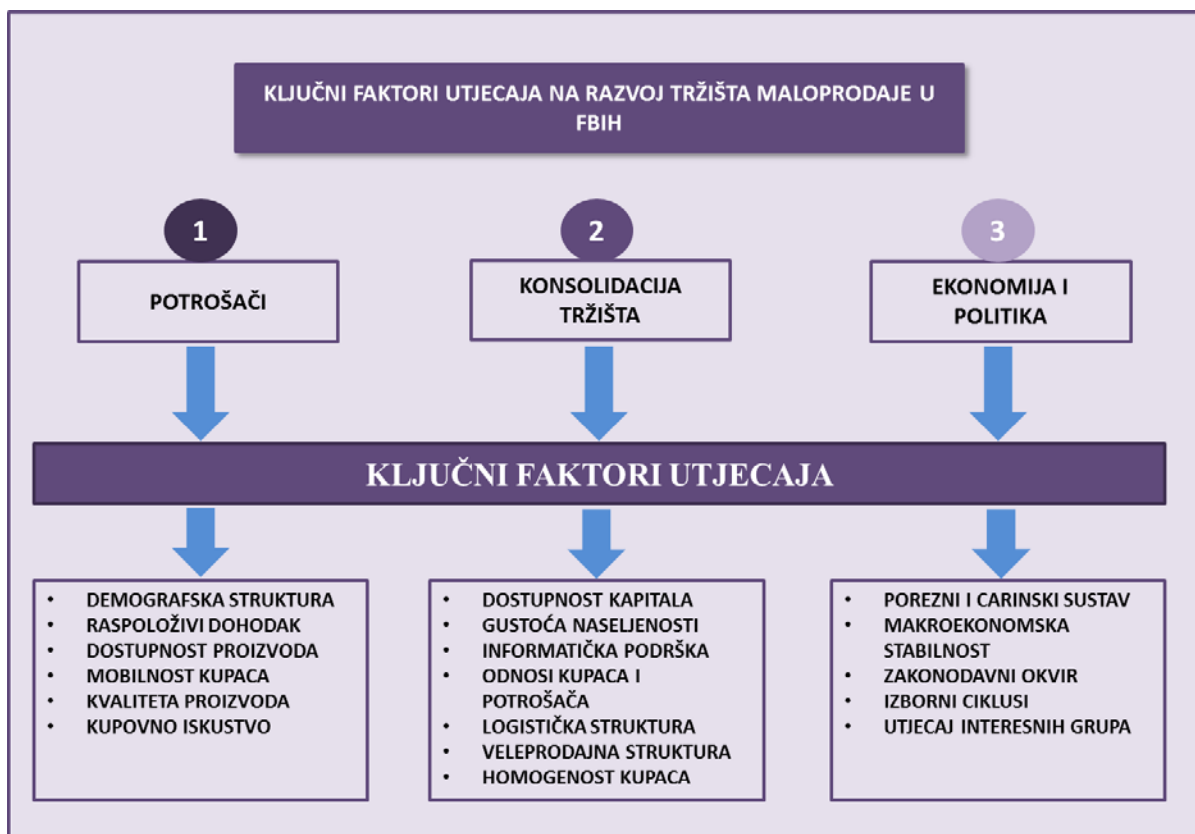 KLJUČNI FAKTORI UTJECAJA NA RAZVOJ TRŽIŠTA MALOPRODAJE U
FBIH
1
POTROŠAČI
2
KONSOLIDACIJA
TRŽIŠTA
3
EKONOMIJA I
POLITIKA
KLJUČNI FAKTORI UTJECAJA
• DEMOGRAFSKA STRUKTURA
• RASPOLOŽIVI DOHODAK
• DOSTUPNOST PROIZVODA
• MOBILNOST KUPACA
• KVALITETA PROIZVODA
• KUPOVNO ISKUSTVO
• DOSTUPNOST KAPITALA
• GUSTOĆA NASELJENOSTI
• INFORMATIČKA PODRŠKA
• ODNOSI KUPACA I
POTROŠAČA
• LOGISTIČKA STRUKTURA
• VELEPRODAJNA STRUKTURA
• HOMOGENOST KUPACA
• POREZNI I CARINSKI SUSTAV
• MAKROEKONOMSKA
STABILNOST
• ZAKONODAVNI OKVIR
• IZBORNI CIKLUSI
• UTJECAJ INTERESNIH GRUPA